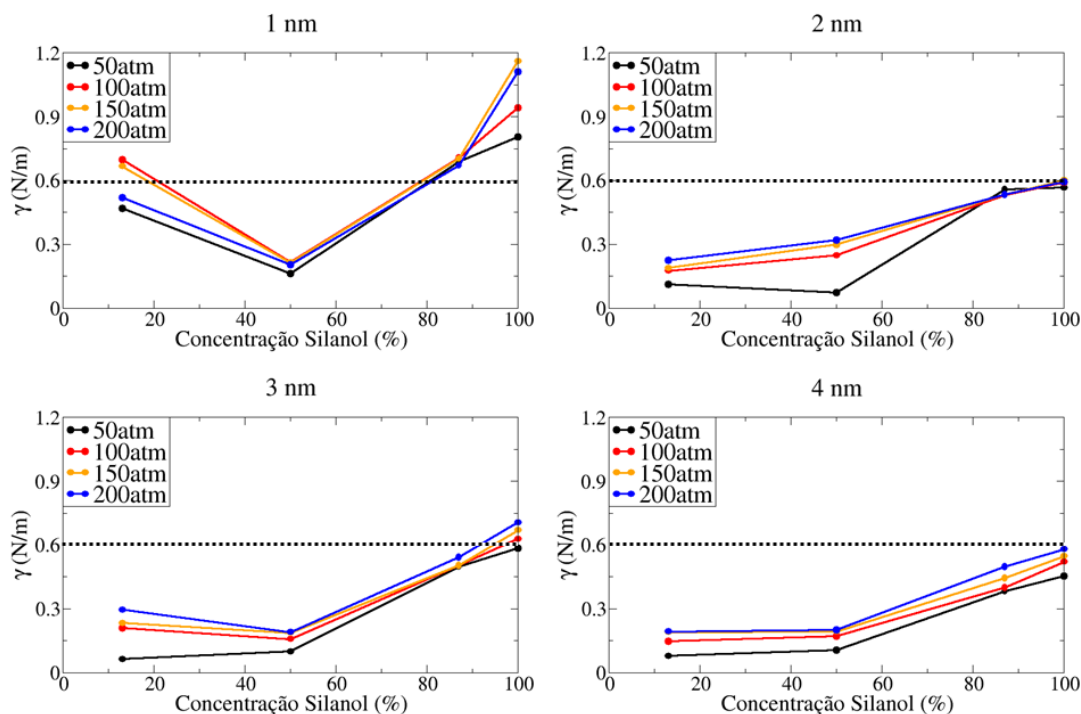 1 nm
1.2
0.9
0.6
0.3
0
γ (N/m)
50atm
100atm
150atm
200atm
0 20 40 60 80 100
Concentração Silanol (%)
2 nm
1.2
0.9
0.6
0.3
0
γ (N/m)
50atm
100atm
150atm
200atm
0 20 40 60 80 100
Concentração Silanol (%)
3 nm
1.2
0.9
0.6
0.3
0
γ (N/m)
50atm
100atm
150atm
200atm
0 20 40 60 80 100
Concentração Silanol (%)
4 nm
1.2
0.9
0.6
0.3
0
γ (N/m)
50atm
100atm
150atm
200atm
0 20 40 60 80 100
Concentração Silanol (%)